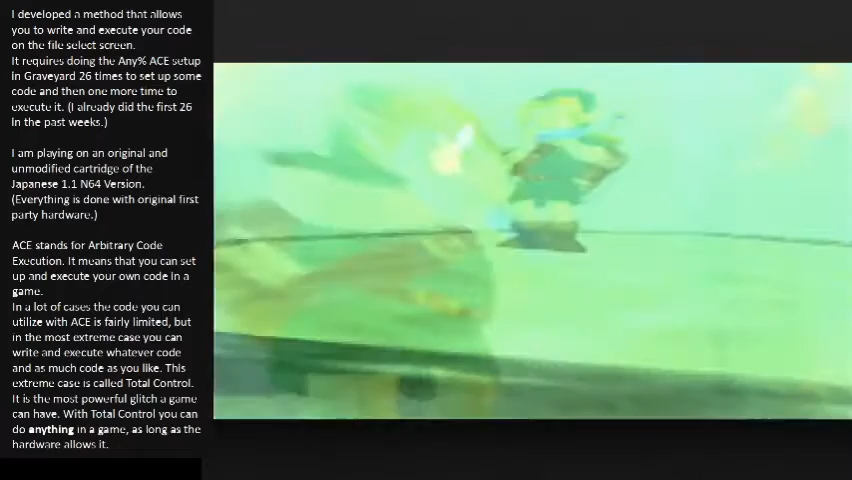 I developed a method that allows
you to write and execute your code
on the file select screen.
It requires doing the Any% ACE setup
in Graveyard 26 times to set up some
code and then one more time to
execute it. (I already did the first 26
in the past weeks.)
I am playing on an original and
unmodified cartridge of the
Japanese 1.1 N64 Version.
(Everything is done with original first
party hardware.)
ACE stands for Arbitrary Code
Execution. It means that you can set
up and execute your own code in a
game.
In a lot of cases the code you can
utilize with ACE is fairly limited, but
in the most extreme case you can
write and execute whatever code
and as much code as you like. This
extreme case is called Total Control.
It is the most powerful glitch a game
can have. With Total Control you can
do anything in a game, as long as the
hardware allows it.